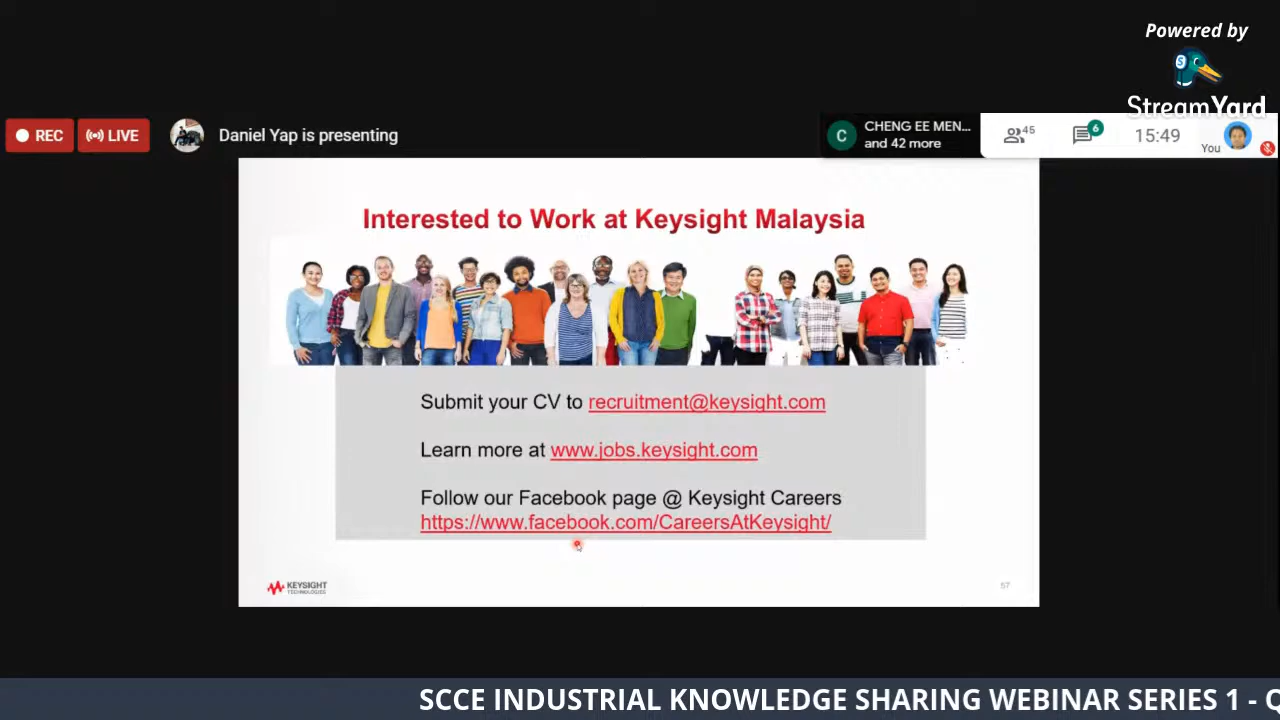 Powered by
StreamYard
REC
LIVE
Daniel Yap is presenting
C
CHENG EE MEN...
and 42 more
45
6
15:49
You
Interested to Work at Keysight Malaysia
Submit your CV to recruitment@keysight.com
Learn more at www.jobs.keysight.com
Follow our Facebook page @ Keysight Careers
https://www.facebook.com/CareersAtKeysight/
KEYSIGHT
TECHNOLOGIES
57
SCCE INDUSTRIAL KNOWLEDGE SHARING WEBINAR SERIES 1 - Q